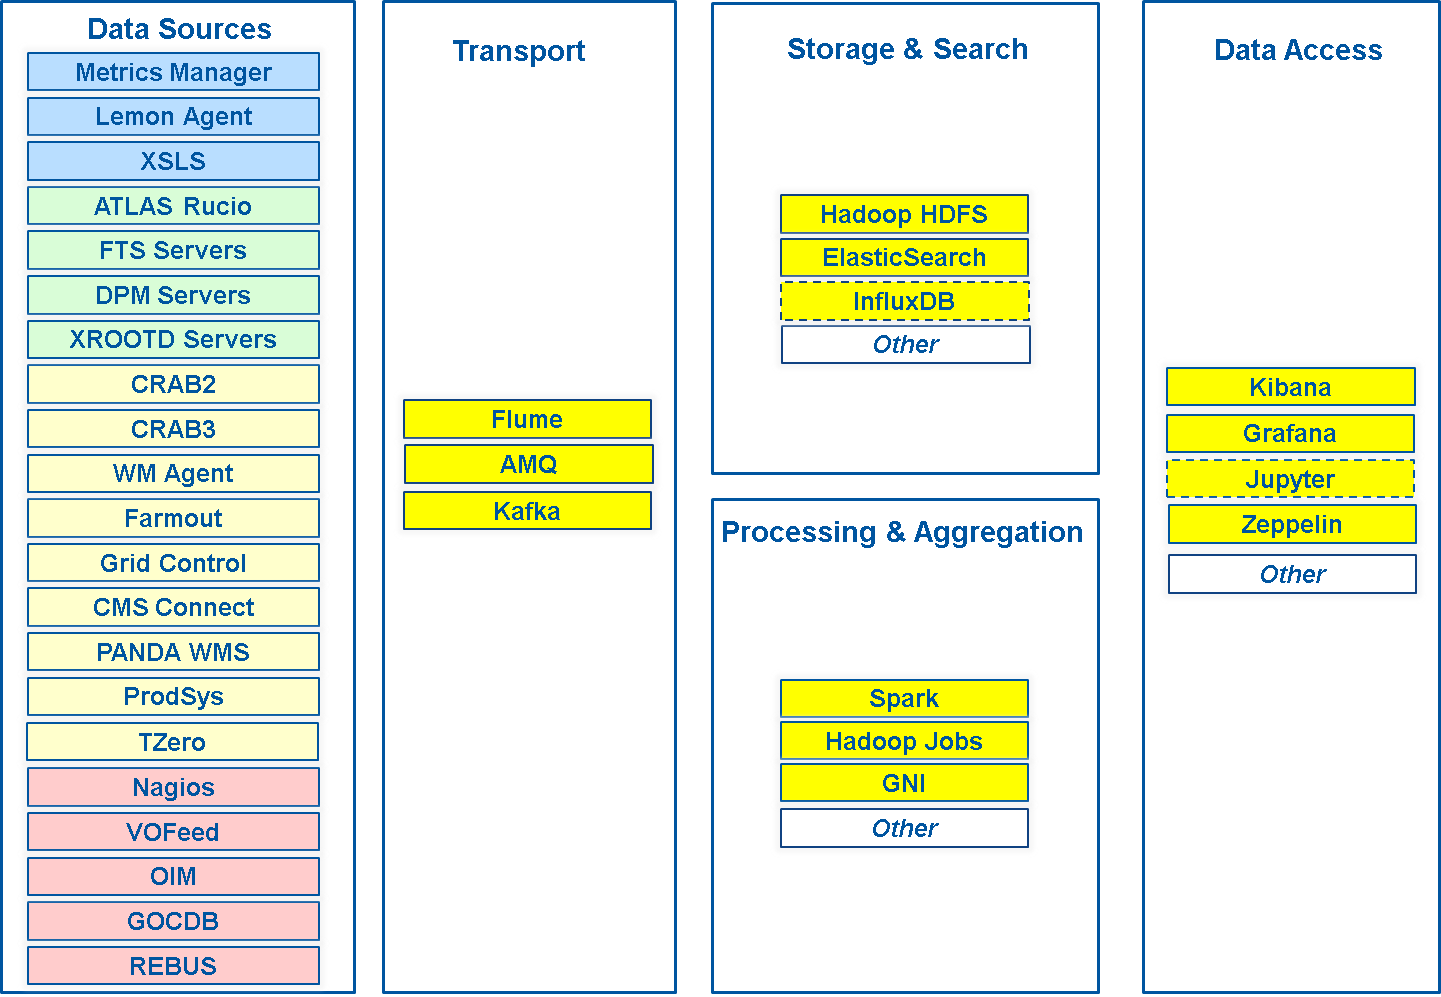 Data Sources
Metrics Manager
Lemon Agent
XSLS
ATLAS Rucio
FTS Servers
DPM Servers
XROOTD Servers
CRAB2
CRAB3
WM Agent
Farmout
Grid Control
CMS Connect
PANDA WMS
ProdSys
TZero
Nagios
VOFeed
OIM
GOCDB
REBUS
Transport
Flume
AMQ
Kafka
Storage & Search
Hadoop HDFS
ElasticSearch
InfluxDB
Other
Processing & Aggregation
Spark
Hadoop Jobs
GNI
Other
Data Access
Kibana
Grafana
Jupyter
Zeppelin
Other